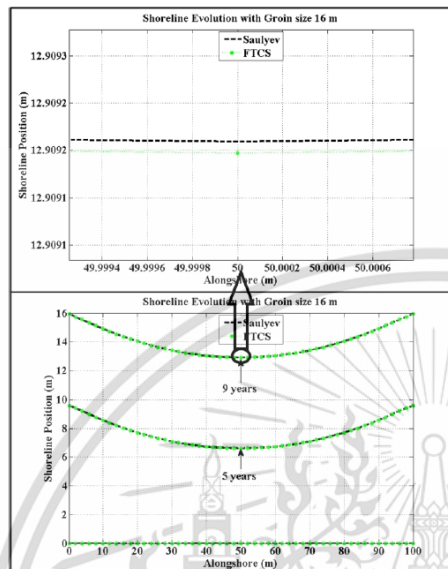 Shoreline Evolution with Groin size 16 m
Saulyev
FTCS
Shoreline Position (m)
12.9093
12.9092
12.9092
12.9091
12.9091
49.9994 49.9996 49.9998 50 50.0002 50.0004 50.0006
Alongshore (m)
Shoreline Evolution with Groin size 16 m
Saulyev
FTCS
Shoreline Position (m)
16
14
12
10
8
6
4
2
0
9 years
5 years
0 10 20 30 40 50 60 70 80 90 100
Alongshore (m)